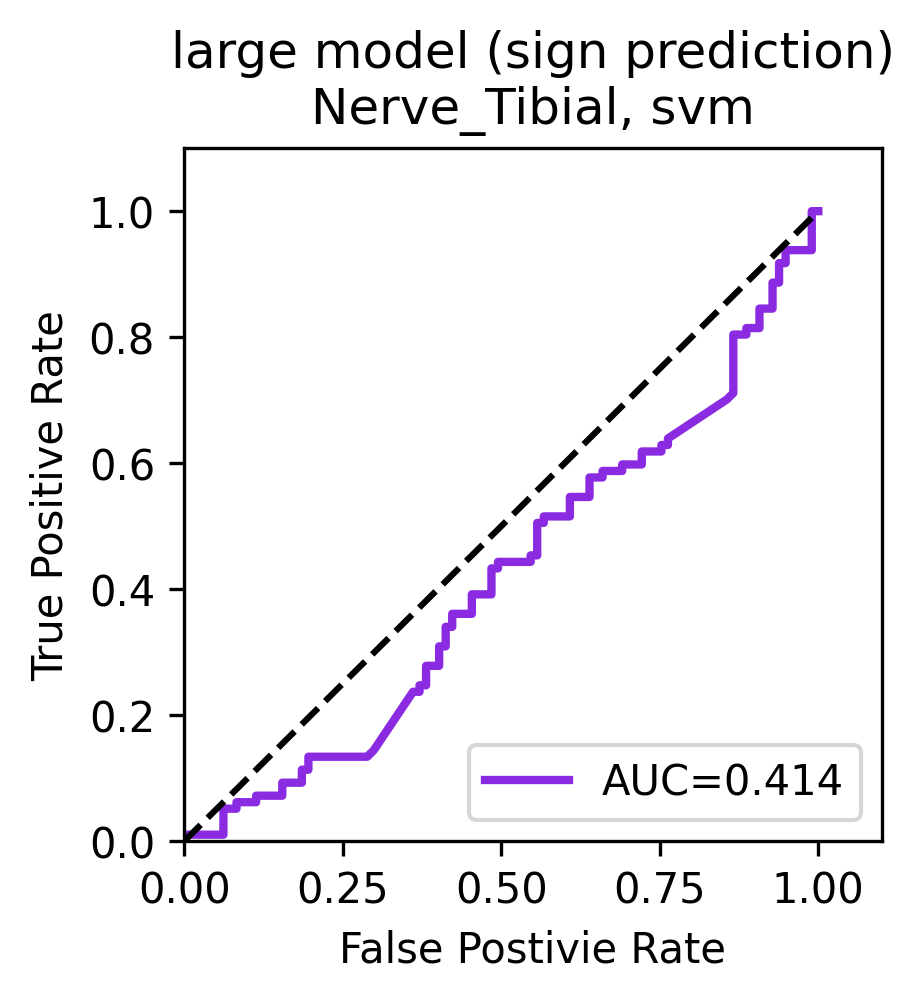 large model (sign prediction)
Nerve_Tibial, svm
True Positive Rate
1.0
0.8
0.6
0.4
0.2
0.0
AUC=0.414
0.00 0.25 0.50 0.75 1.00
False Postivie Rate